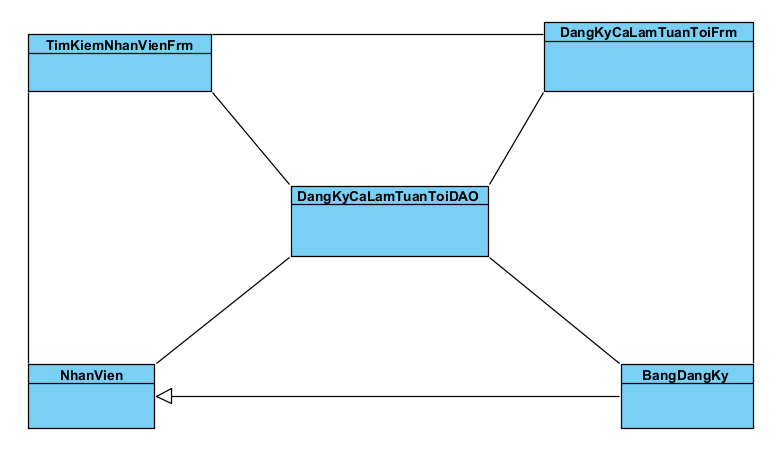 TimKiemNhanVienFrm
DangKyCaLamTuanToiFrm
DangKyCaLamTuanToiDAO
NhanVien
BangDangKy